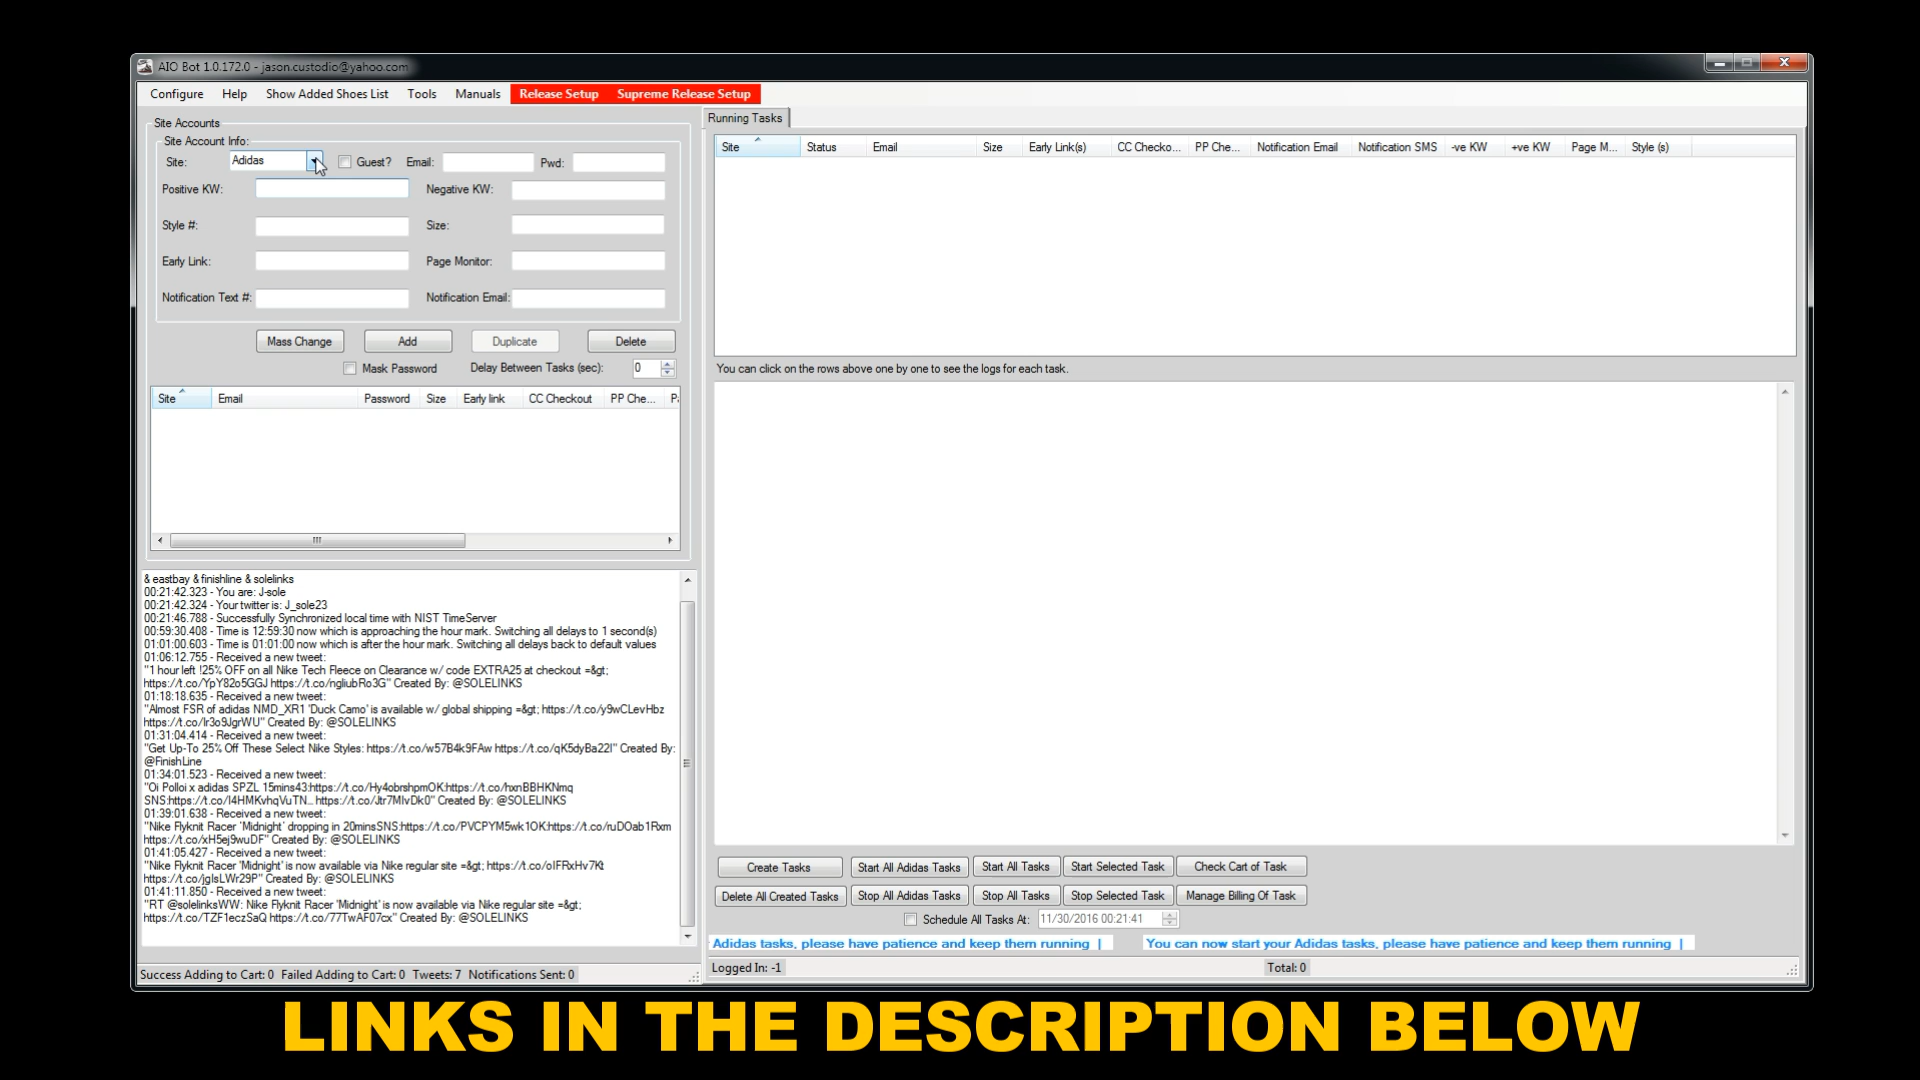 AIO Bot 1.0.172.0 - jason.custodio@yahoo.com
Configure Help Show Added Shoes List Tools Manuals Release Setup Supreme Release Setup
Site Accounts
Site Account Info:
Site: Adidas Guest? Email: Pwd:
Positive KW: Negative KW:
Style #: Size:
Early Link: Page Monitor:
Notification Text #: Notification Email:
Mass Change Add Duplicate Delete
Mask Password Delay Between Tasks (sec): 0
Site Email Password Size Early link CC Checkout PP Che...
& eastbay & finishline & solelinks
00:21:42.323 - You are: J-sole
00:21:42.324 - Your twitter is: J_sole23
00:21:46.788 - Successfully Synchronized local time with NIST TimeServer
00:59:30.408 - Time is 12:59:30 now which is approaching the hour mark. Switching all delays to 1 second(s)
01:01:00.603 - Time is 01:01:00 now which is after the hour mark. Switching all delays back to default values
01:06:12.755 - Received a new tweet:
"1 hour left !25% OFF on all Nike Tech Fleece on Clearance w/ code EXTRA25 at checkout =&gt;
https://t.co/YpY82o5GGJ https://t.co/ngliubRo3G" Created By: @SOLELINKS
01:18:18.635 - Received a new tweet:
"Almost FSR of adidas NMD_XR1 'Duck Camo' is available w/ global shipping =&gt; https://t.co/y9wCLevHbz
https://t.co/lr3o9JgrWU" Created By: @SOLELINKS
01:31:04.414 - Received a new tweet:
"Get Up-To 25% Off These Select Nike Styles: https://t.co/w57B4k9FAw https://t.co/qK5dyBa22l" Created By:
@FinishLine
01:34:01.523 - Received a new tweet:
"Oi Polloi x adidas SPZL 15mins43:https://t.co/Hy4obrshpmOK:https://t.co/hxnBBHKNmq
SNS:https://t.co/I4HMKvhqVuTN... https://t.co/Jtr7MIvDk0" Created By: @SOLELINKS
01:39:01.638 - Received a new tweet:
"Nike Flyknit Racer 'Midnight' dropping in 20minsSNS:https://t.co/PVCPYM5wk1OK:https://t.co/ruDOab1Rxm
https://t.co/xH5ej9wuDF" Created By: @SOLELINKS
01:41:05.427 - Received a new tweet:
"Nike Flyknit Racer 'Midnight' is now available via Nike regular site =&gt; https://t.co/oIFRxHv7Kt
https://t.co/jglsLWr29P" Created By: @SOLELINKS
01:41:11.850 - Received a new tweet:
"RT @solelinksWW: Nike Flyknit Racer 'Midnight' is now available via Nike regular site =&gt;
https://t.co/TZF1eczSaQ https://t.co/77TwAF07cx" Created By: @SOLELINKS
Success Adding to Cart: 0 Failed Adding to Cart: 0 Tweets: 7 Notifications Sent: 0
Running Tasks
Site Status Email Size Early Link(s) CC Checko... PP Che... Notification Email Notification SMS -ve KW +ve KW Page M... Style (s)
You can click on the rows above one by one to see the logs for each task.
Create Tasks Start All Adidas Tasks Start All Tasks Start Selected Task Check Cart of Task
Delete All Created Tasks Stop All Adidas Tasks Stop All Tasks Stop Selected Task Manage Billing Of Task
Schedule All Tasks At: 11/30/2016 00:21:41
Adidas tasks, please have patience and keep them running | You can now start your Adidas tasks, please have patience and keep them running |
Logged In: -1 Total: 0
LINKS IN THE DESCRIPTION BELOW